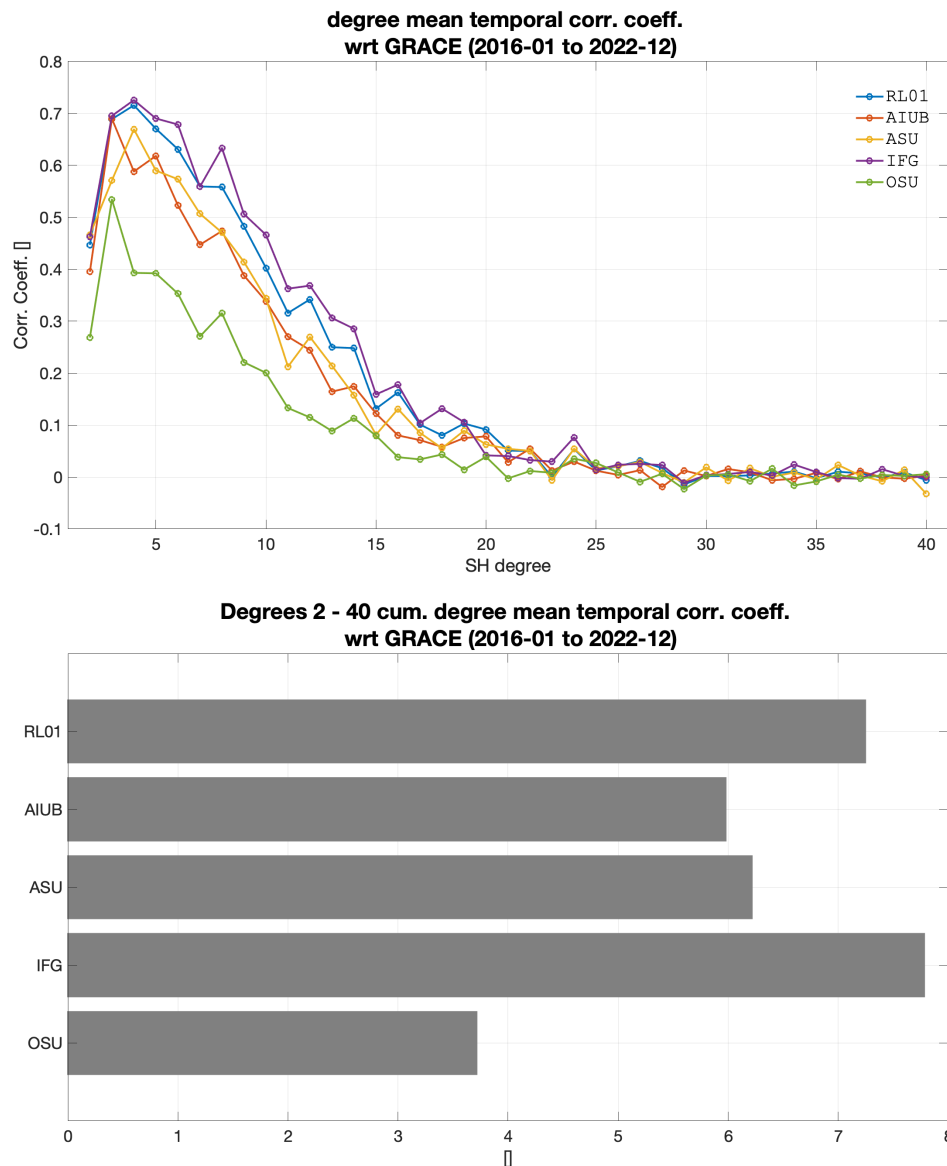 degree mean temporal corr. coeff.
wrt GRACE (2016-01 to 2022-12)
0.8
0.7
0.6
0.5
0.4
0.3
0.2
0.1
0
-0.1
Corr. Coeff. []
RL01
AIUB
ASU
IFG
OSU
5 10 15 20 25 30 35 40
SH degree
Degrees 2 - 40 cum. degree mean temporal corr. coeff.
wrt GRACE (2016-01 to 2022-12)
RL01
AIUB
ASU
IFG
OSU
0 1 2 3 4 5 6 7 8
[]